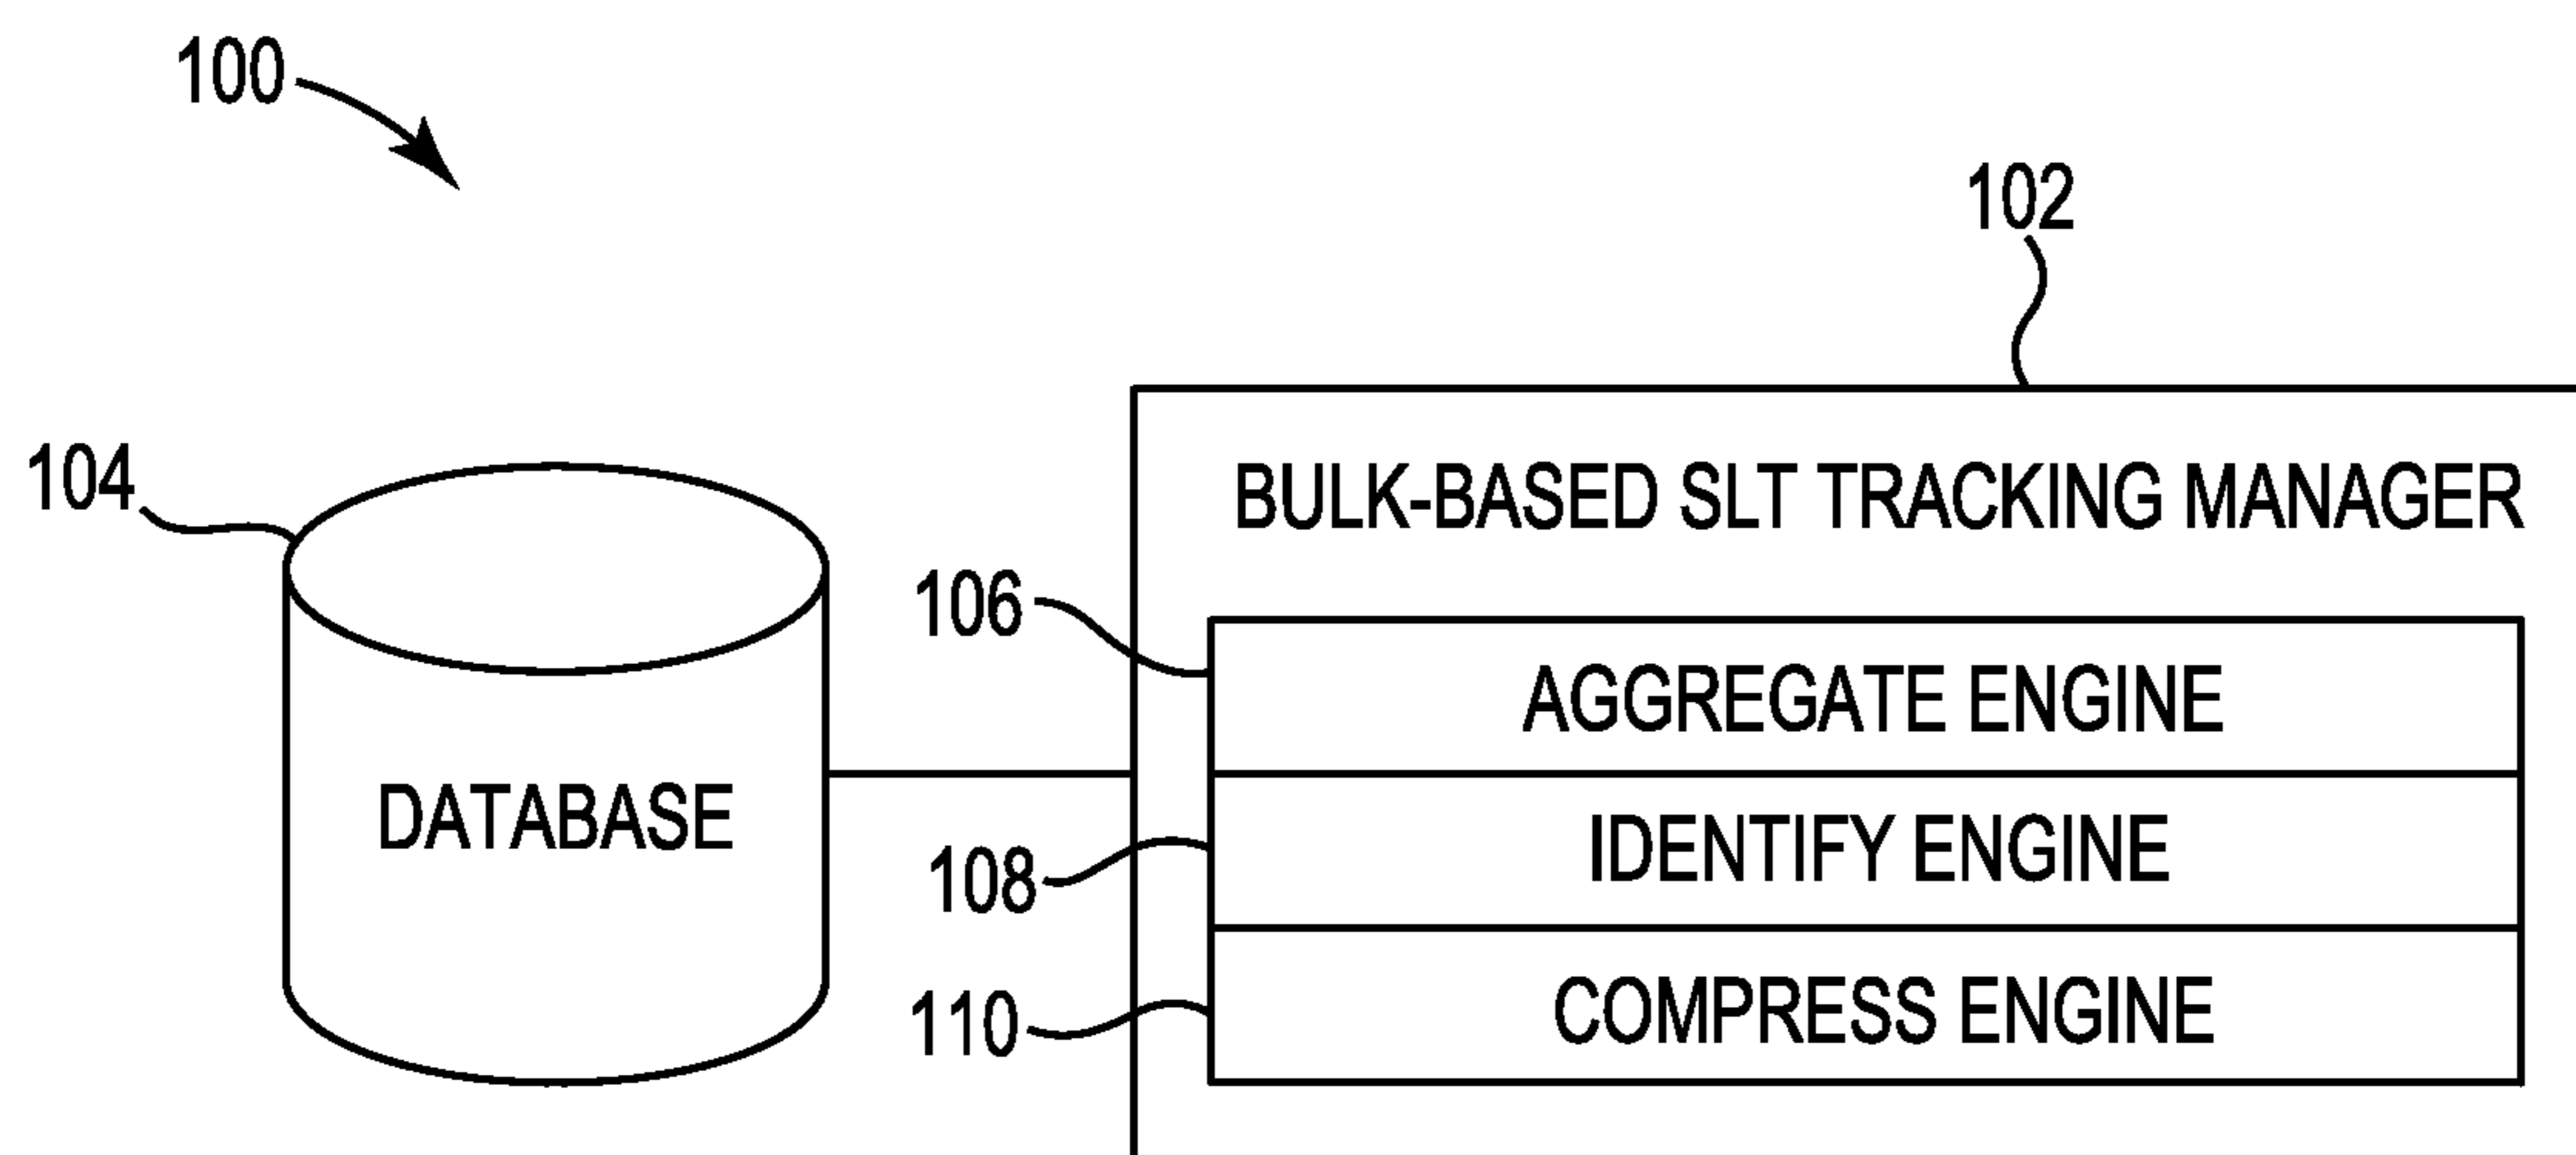 100
102
104
BULK-BASED SLT TRACKING MANAGER
106
AGGREGATE ENGINE
DATABASE
108
IDENTIFY ENGINE
110
COMPRESS ENGINE